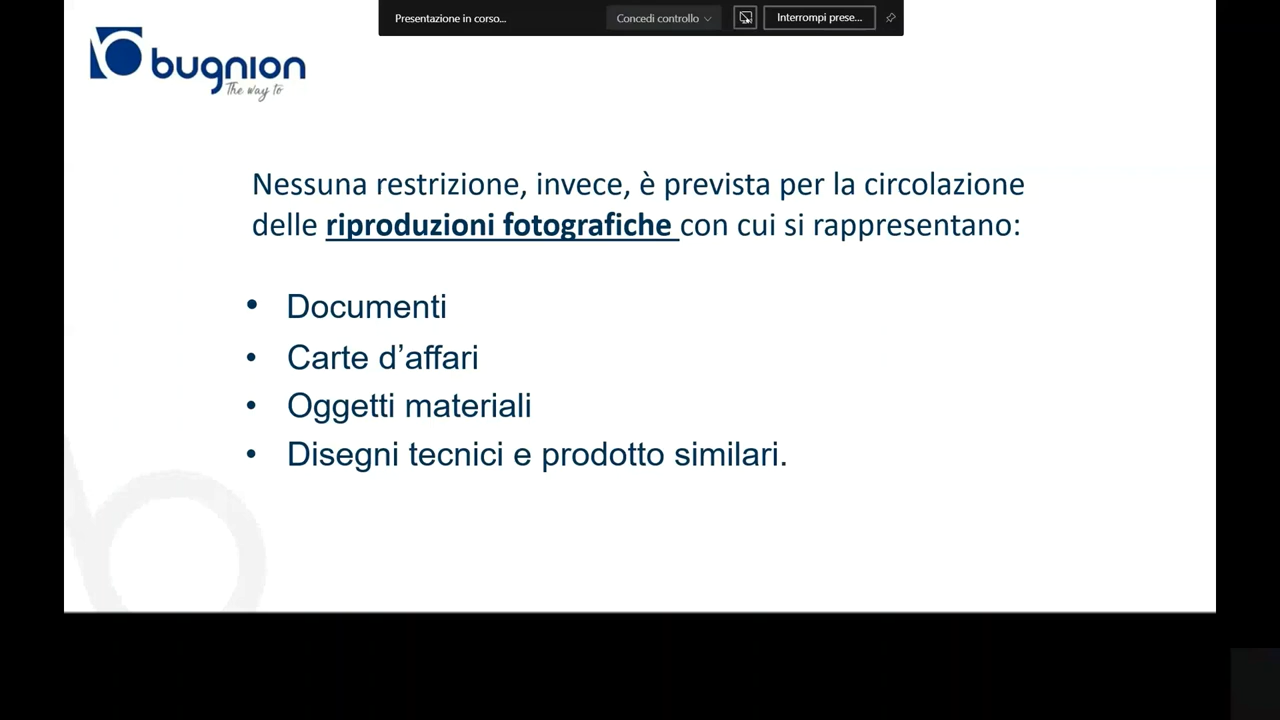 Presentazione in corso...
Concedi controllo
Interrompi prese...
bugnion
The way to
Nessuna restrizione, invece, è prevista per la circolazione
delle riproduzioni fotografiche con cui si rappresentano:
• Documenti
• Carte d’affari
• Oggetti materiali
• Disegni tecnici e prodotto similari.